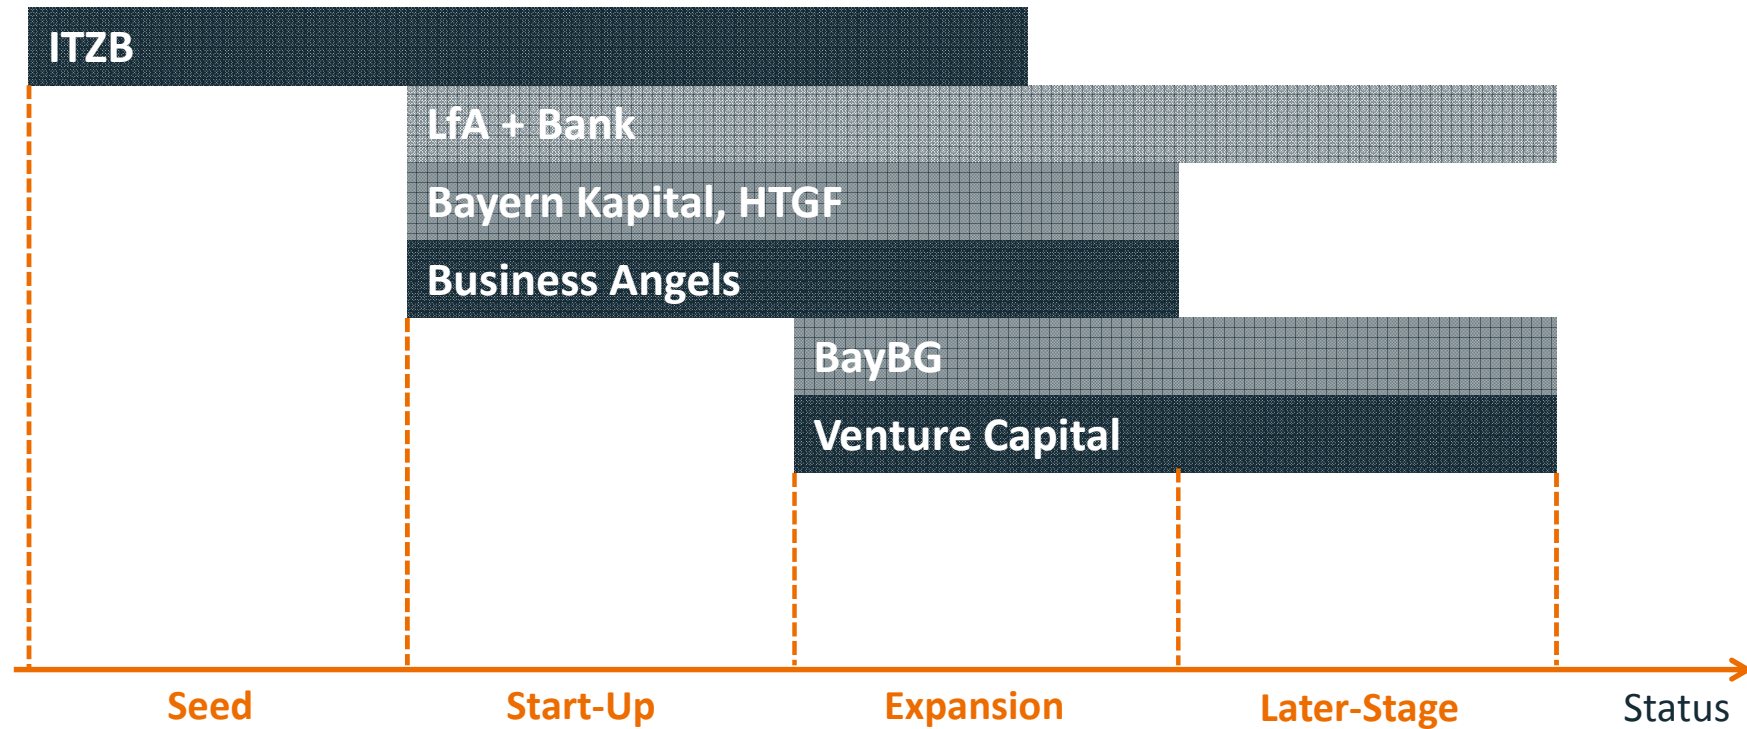 ITZB
LfA + Bank
Bayern Kapital, HTGF
Business Angels
BayBG
Venture Capital
Seed Start-Up Expansion Later-Stage Status